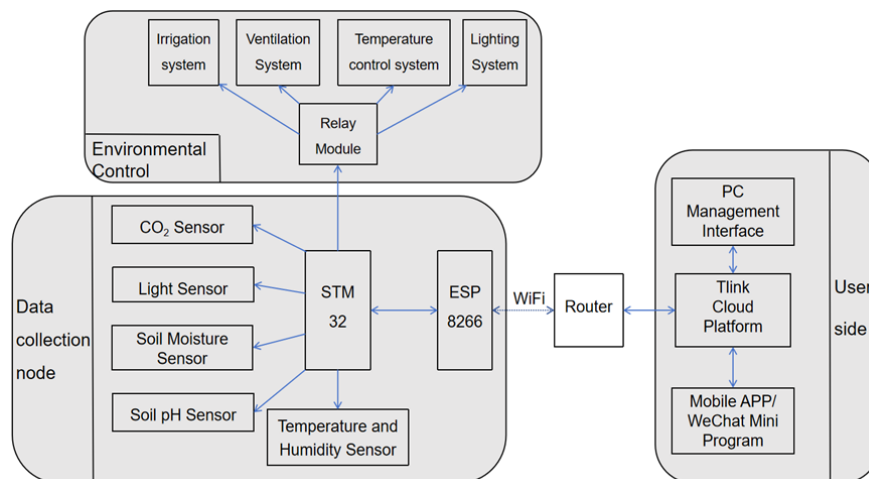 Irrigation
system
Ventilation
System
Temperature
control system
Lighting
System
Relay
Module
Environmental
Control
CO₂ Sensor
Light Sensor
Soil Moisture
Sensor
Soil pH Sensor
Temperature and
Humidity Sensor
STM
32
ESP
8266
Data
collection
node
WiFi
Router
PC
Management
Interface
Tlink
Cloud
Platform
Mobile APP/
WeChat Mini
Program
User
side